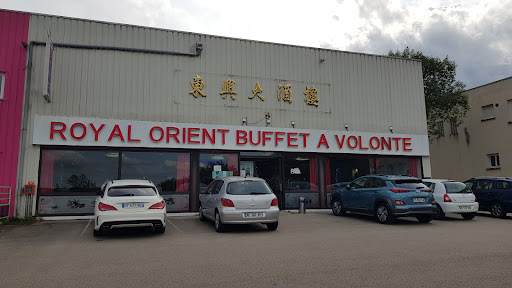 東興大酒樓
ROYAL ORIENT BUFFET A VOLONTE